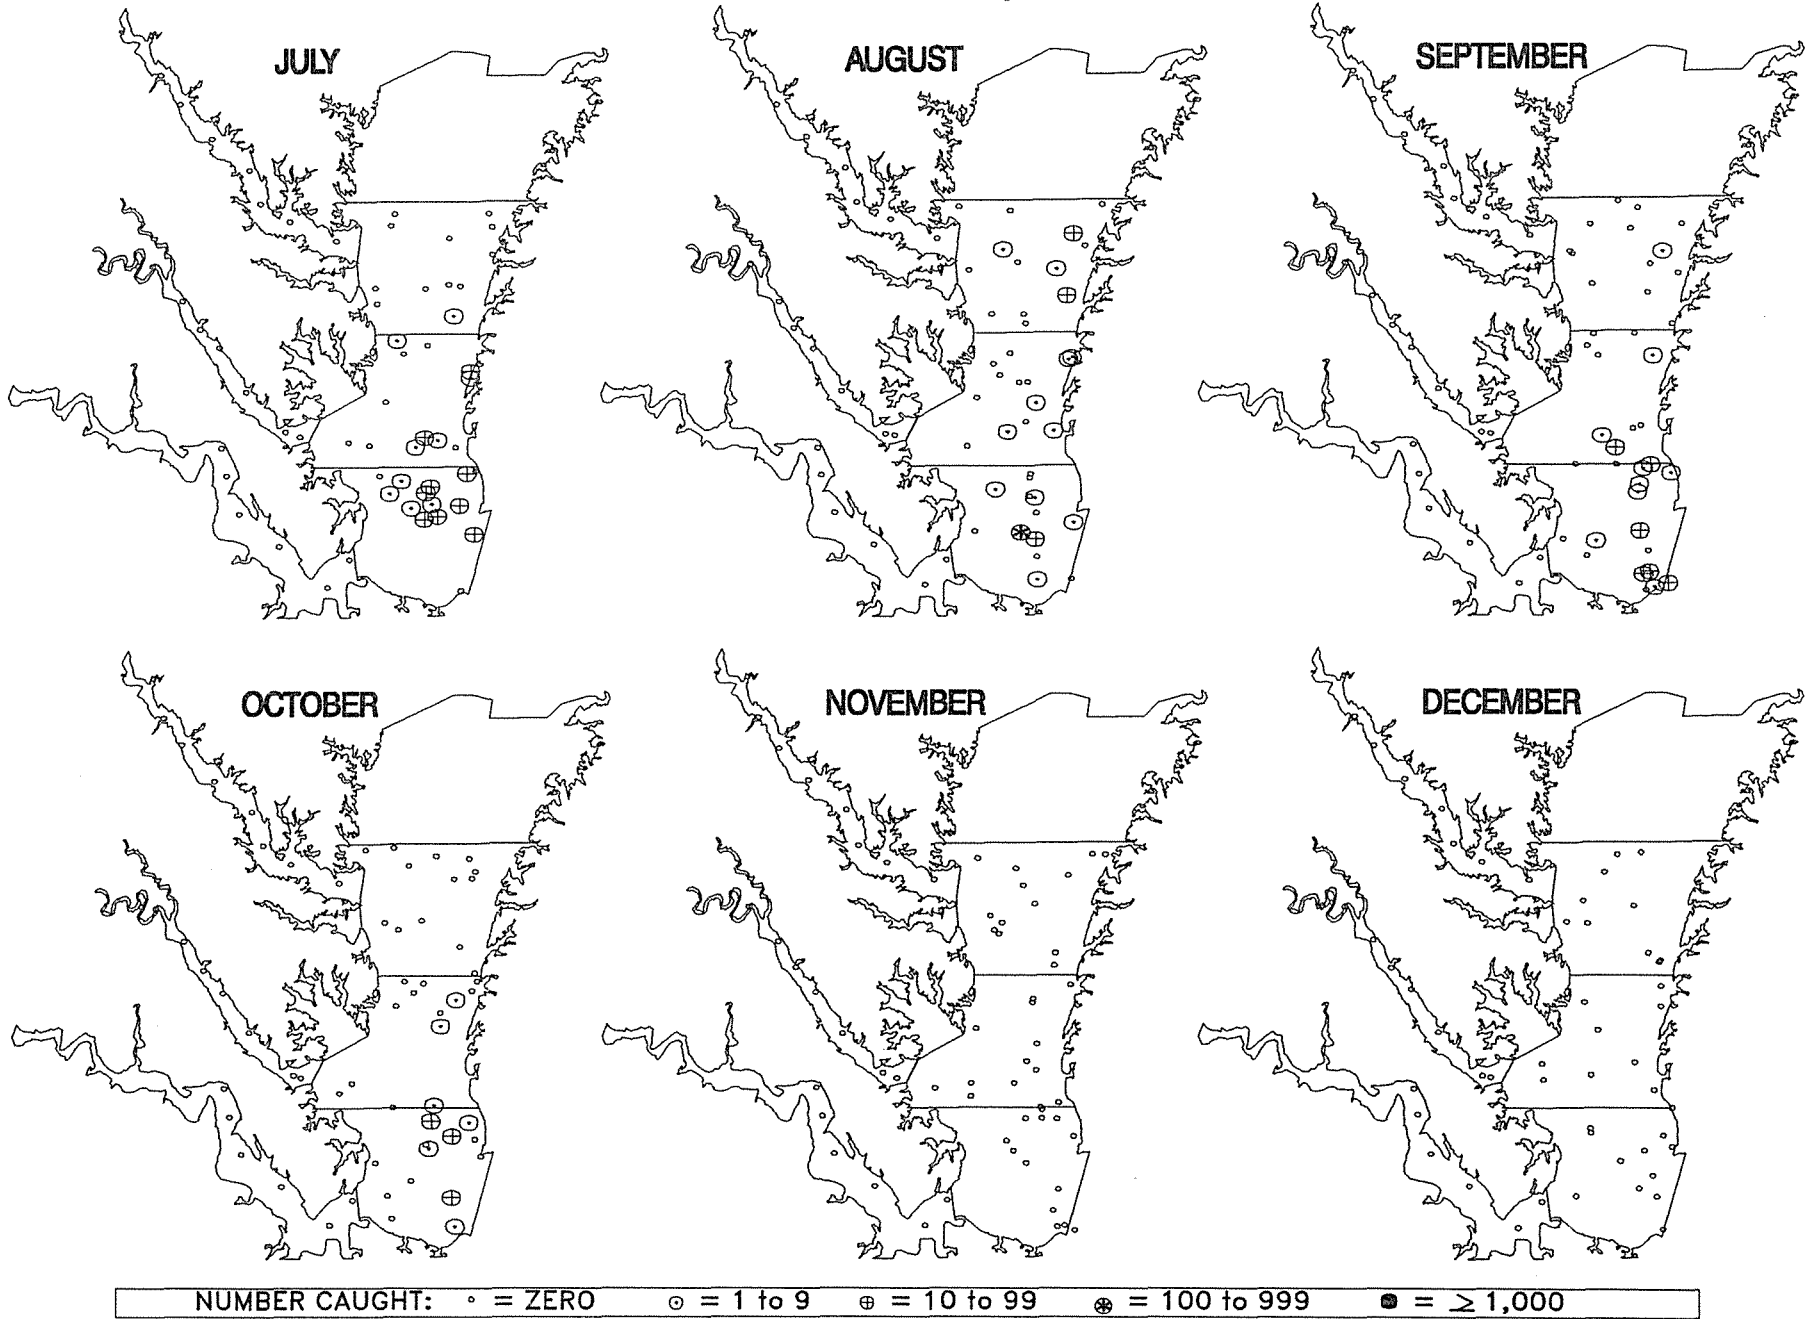 JULY
AUGUST
SEPTEMBER
OCTOBER
NOVEMBER
DECEMBER
NUMBER CAUGHT: ∘ = ZERO ⊙ = 1 to 9 ⊕ = 10 to 99 ⊛ = 100 to 999 ● = ≥ 1,000